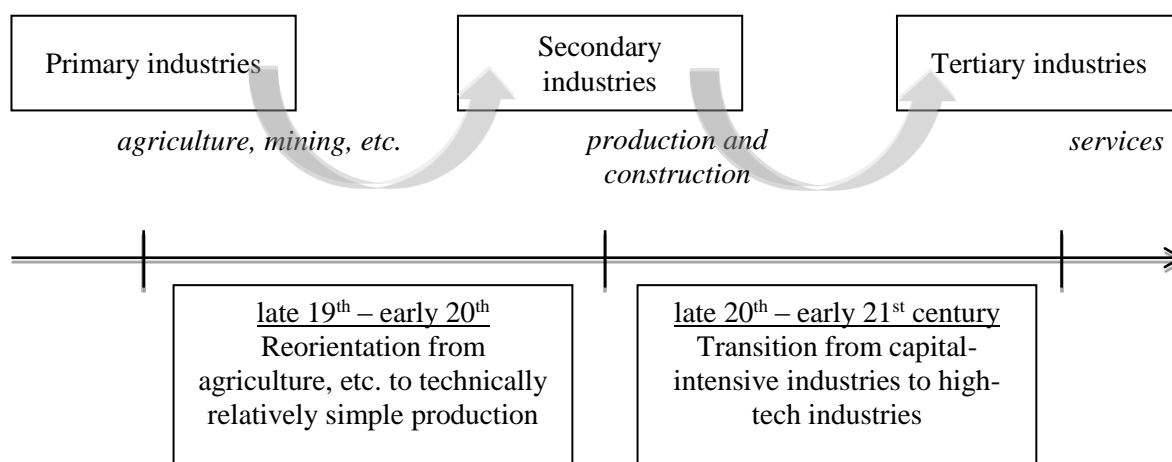 Primary industries
Secondary
industries
Tertiary industries
agriculture, mining, etc.
production and
construction
services
late 19th – early 20th
Reorientation from
agriculture, etc. to technically
relatively simple production
late 20th – early 21st century
Transition from capital-
intensive industries to high-
tech industries